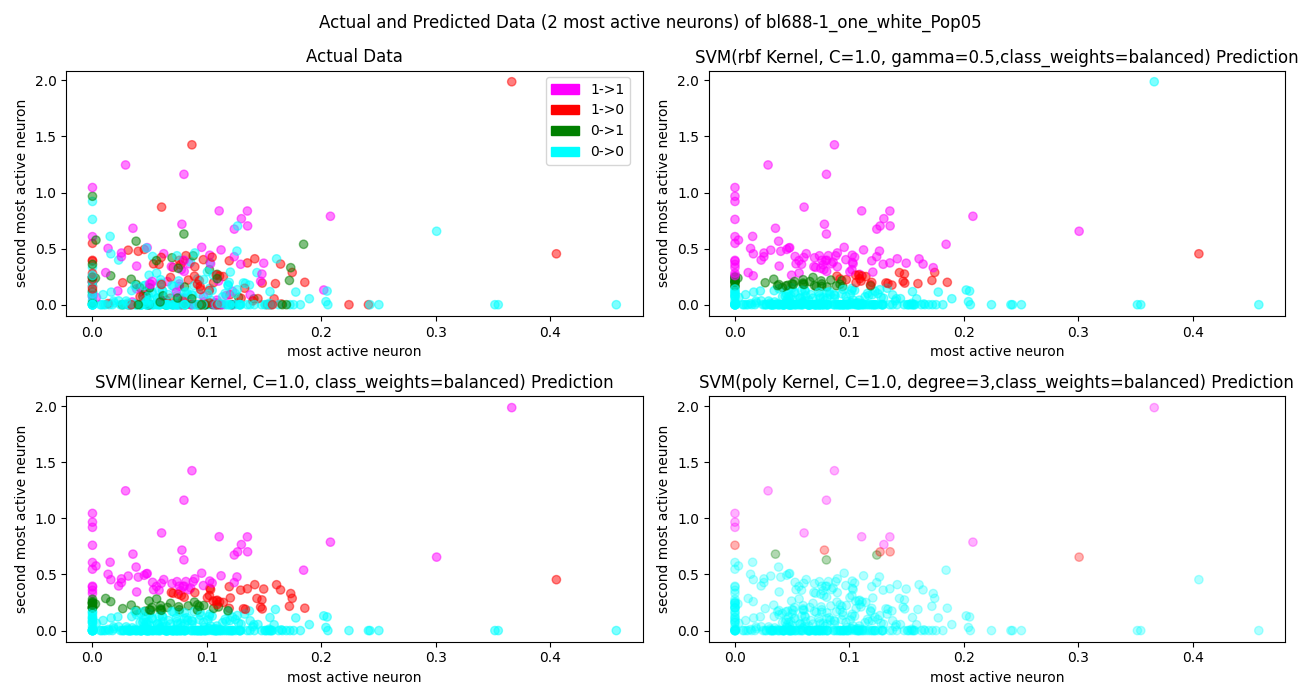 Actual and Predicted Data (2 most active neurons) of bl688-1_one_white_Pop05
Actual Data
2.0
1.5
1.0
0.5
0.0
second most active neuron
0.0 0.1 0.2 0.3 0.4
most active neuron
1->1
1->0
0->1
0->0
SVM(rbf Kernel, C=1.0, gamma=0.5,class_weights=balanced) Prediction
2.0
1.5
1.0
0.5
0.0
second most active neuron
0.0 0.1 0.2 0.3 0.4
most active neuron
SVM(linear Kernel, C=1.0, class_weights=balanced) Prediction
2.0
1.5
1.0
0.5
0.0
second most active neuron
0.0 0.1 0.2 0.3 0.4
most active neuron
SVM(poly Kernel, C=1.0, degree=3,class_weights=balanced) Prediction
2.0
1.5
1.0
0.5
0.0
second most active neuron
0.0 0.1 0.2 0.3 0.4
most active neuron